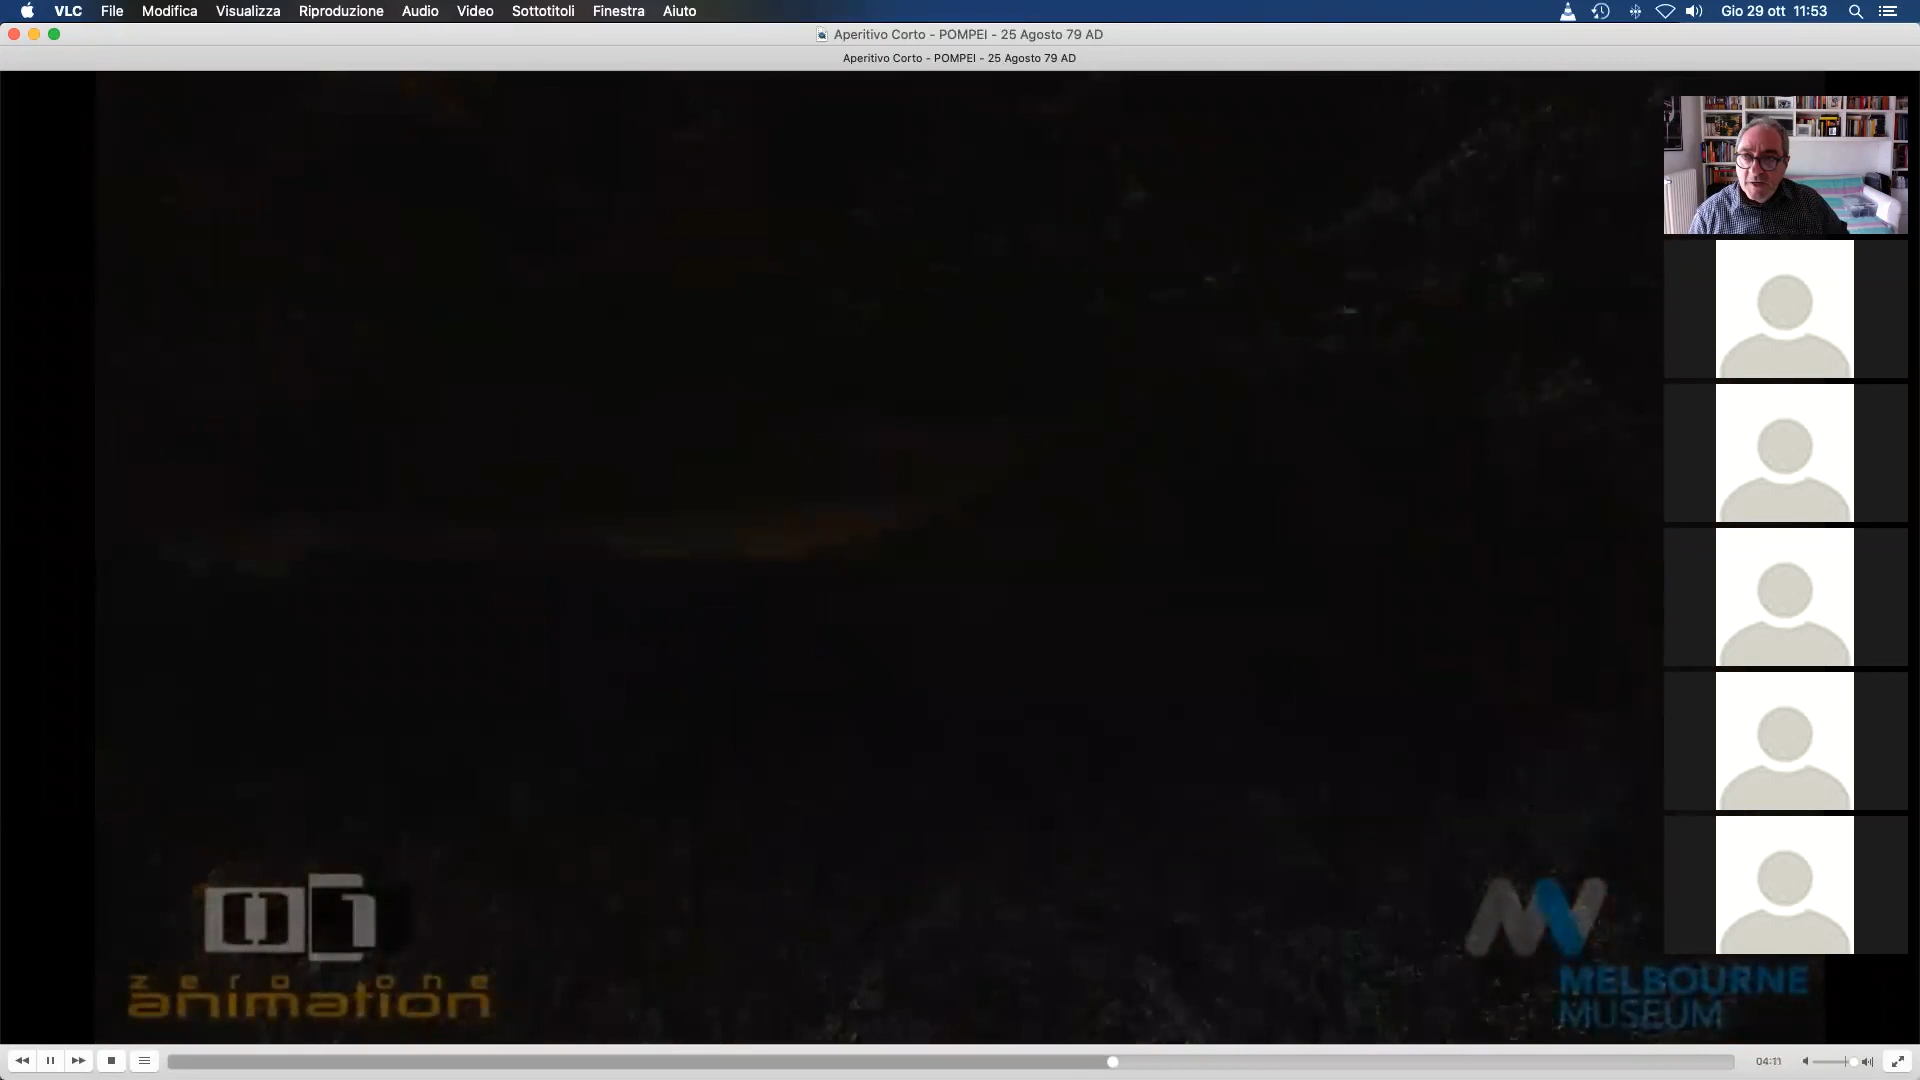 VLC File Modifica Visualizza Riproduzione Audio Video Sottotitoli Finestra Aiuto Gio 29 ott 11:53
Aperitivo Corto - POMPEI - 25 Agosto 79 AD
Aperitivo Corto - POMPEI - 25 Agosto 79 AD
01
zero one
animation
MELBOURNE
MUSEUM
04:11